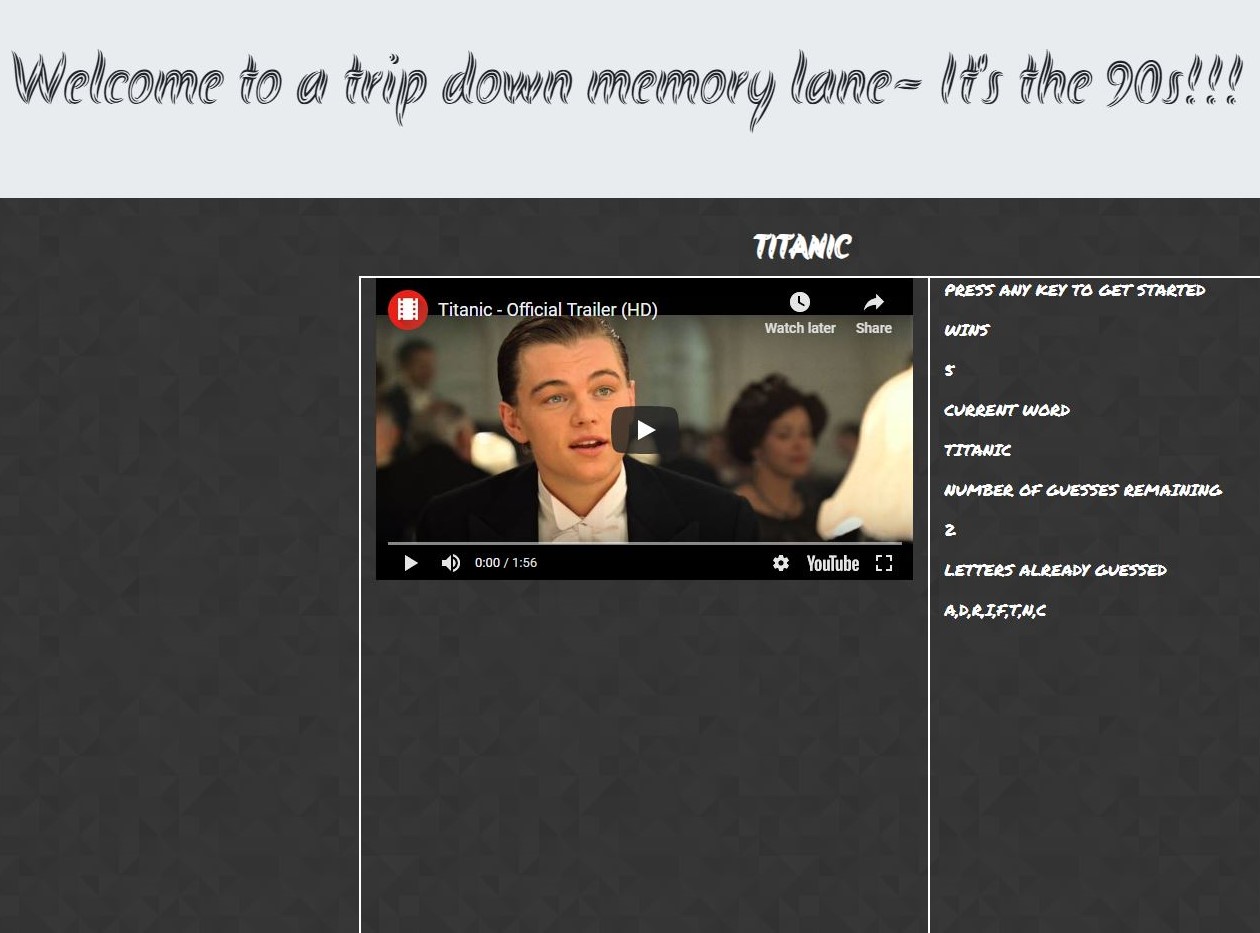 Welcome to a trip down memory lane~ It's the 90s!!!
TITANIC
Titanic - Official Trailer (HD)
Watch later
Share
0:00 / 1:56
YouTube
PRESS ANY KEY TO GET STARTED
WINS
5
CURRENT WORD
TITANIC
NUMBER OF GUESSES REMAINING
2
LETTERS ALREADY GUESSED
A,D,R,I,F,T,N,C